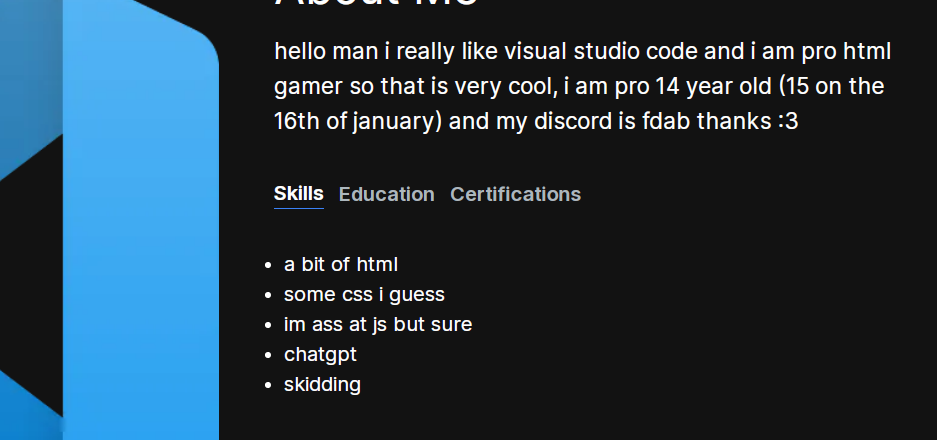 About Me
hello man i really like visual studio code and i am pro html
gamer so that is very cool, i am pro 14 year old (15 on the
16th of january) and my discord is fdab thanks :3
Skills Education Certifications
• a bit of html
• some css i guess
• im ass at js but sure
• chatgpt
• skidding